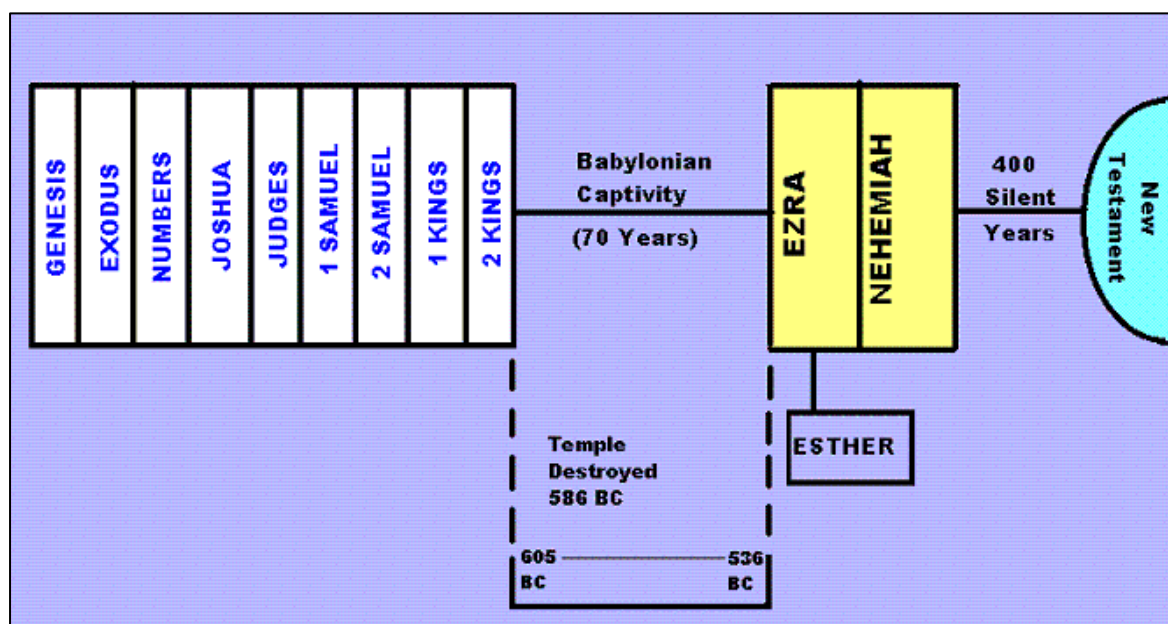 GENESIS
EXODUS
NUMBERS
JOSHUA
JUDGES
1 SAMUEL
2 SAMUEL
1 KINGS
2 KINGS
Babylonian
Captivity
(70 Years)
EZRA
NEHEMIAH
400
Silent
Years
New
Testament
ESTHER
Temple
Destroyed
586 BC
605
BC
536
BC